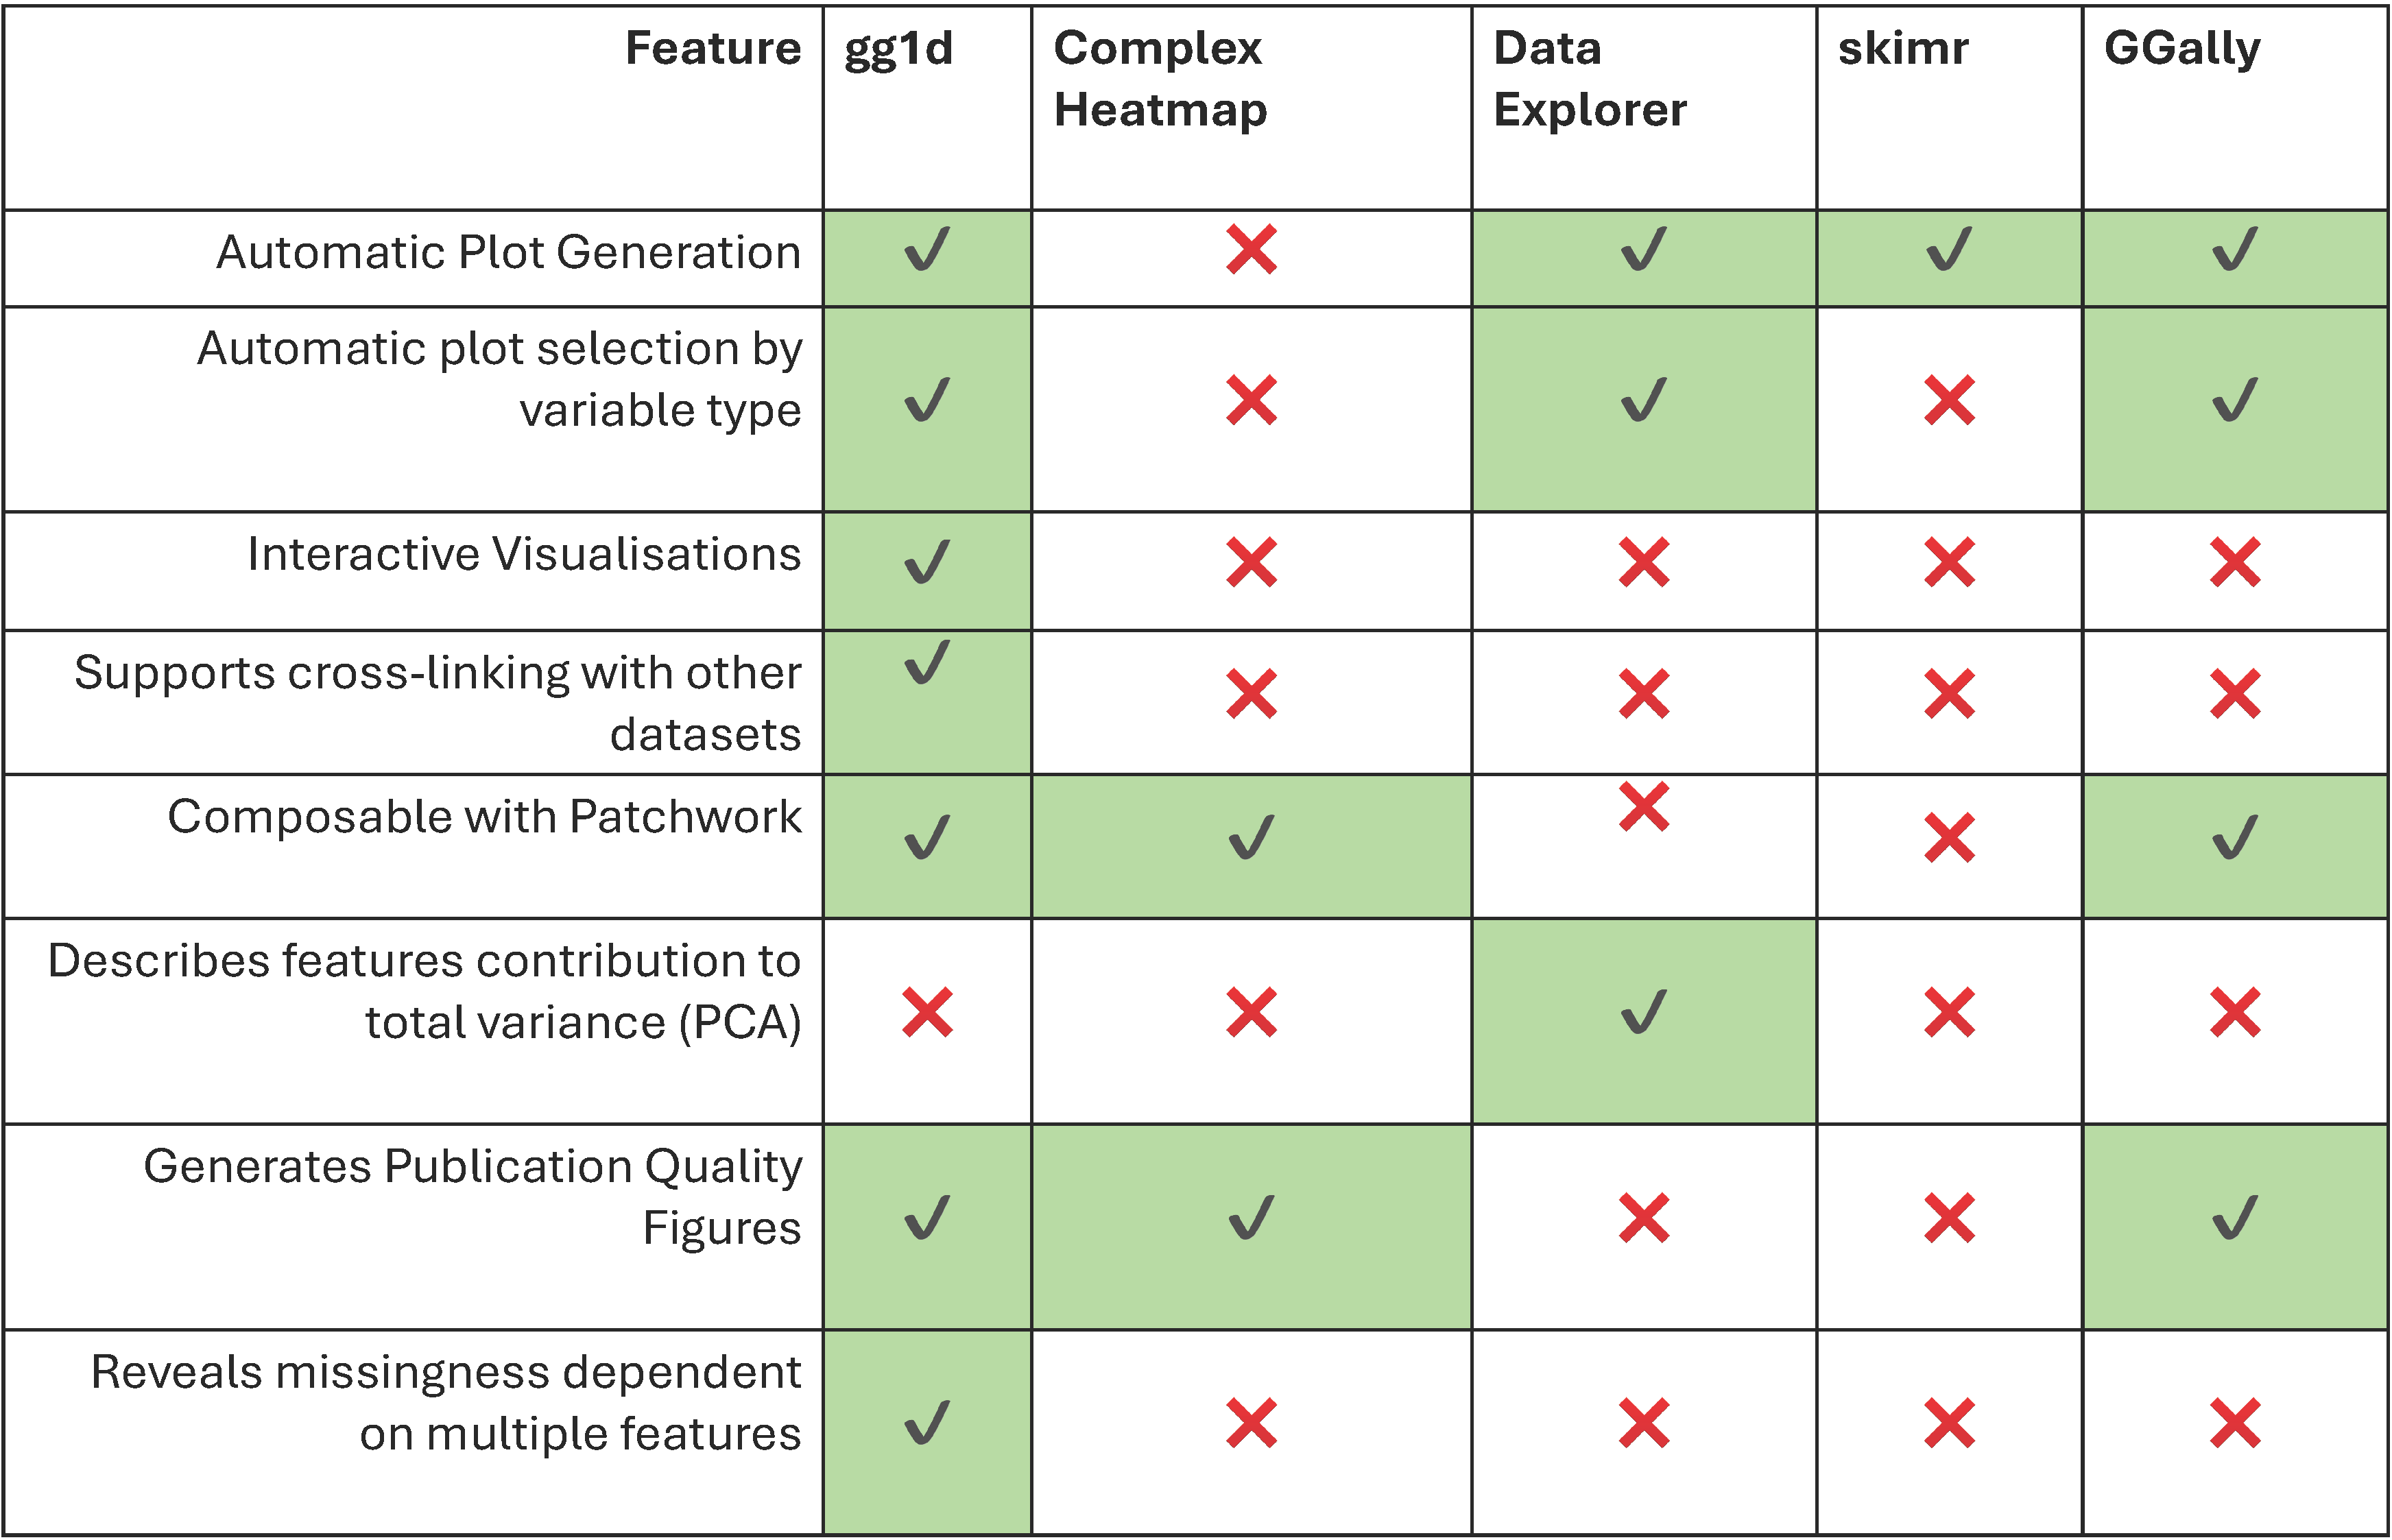 Feature gg1d Complex Data skimr GGally
Heatmap Explorer
Automatic Plot Generation ✓ ✕ ✓ ✓ ✓
Automatic plot selection by
variable type ✓ ✕ ✓ ✕ ✓
Interactive Visualisations ✓ ✕ ✕ ✕ ✕
Supports cross-linking with other
datasets ✓ ✕ ✕ ✕ ✕
Composable with Patchwork ✓ ✓ ✕ ✕ ✓
Describes features contribution to
total variance (PCA) ✕ ✕ ✓ ✕ ✕
Generates Publication Quality
Figures ✓ ✓ ✕ ✕ ✓
Reveals missingness dependent
on multiple features ✓ ✕ ✕ ✕ ✕